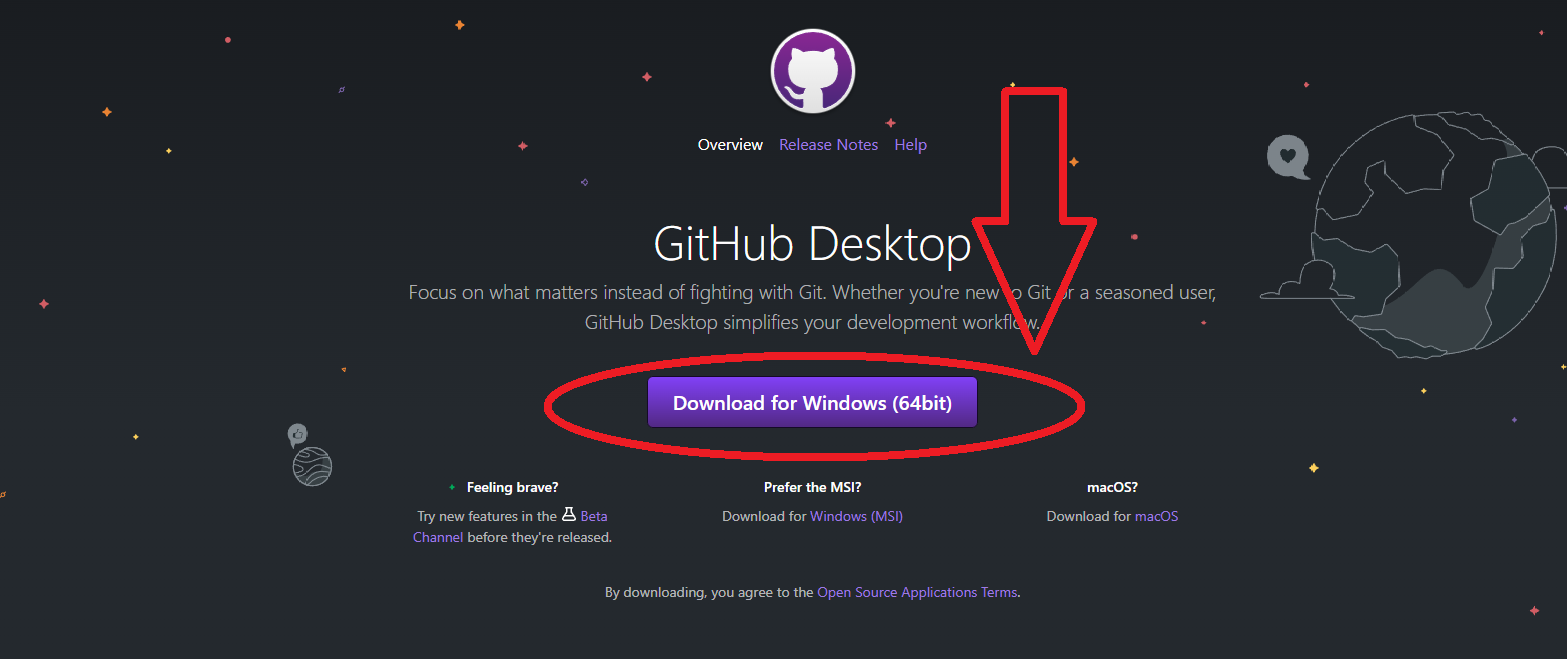 Overview Release Notes Help
GitHub Desktop
Focus on what matters instead of fighting with Git. Whether you're new to Git or a seasoned user,
GitHub Desktop simplifies your development workflow.
Download for Windows (64bit)
Feeling brave?
Try new features in the Beta
Channel before they're released.
Prefer the MSI?
Download for Windows (MSI)
macOS?
Download for macOS
By downloading, you agree to the Open Source Applications Terms.